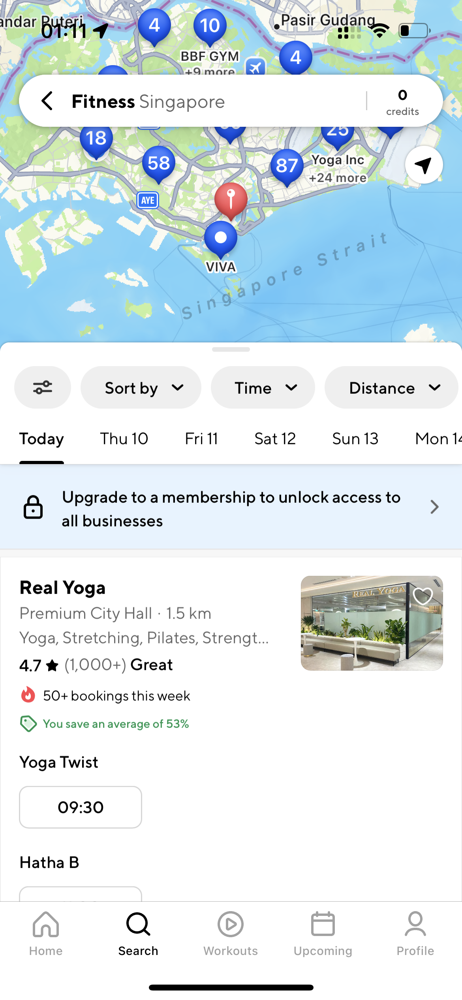 andar Puteri
01:11
4
10
Pasir Gudang
BBF GYM
+9 more
4
Fitness Singapore
0
credits
18
25
58
87
Yoga Inc
+24 more
AYE
VIVA
Singapore Strait
Sort by
Time
Distance
Today
Thu 10
Fri 11
Sat 12
Sun 13
Mon 14
Upgrade to a membership to unlock access to
all businesses
Real Yoga
REAL YOGA
Premium City Hall · 1.5 km
Yoga, Stretching, Pilates, Strengt...
4.7 ★ (1,000+) Great
50+ bookings this week
You save an average of 53%
Yoga Twist
09:30
Hatha B
Home
Search
Workouts
Upcoming
Profile